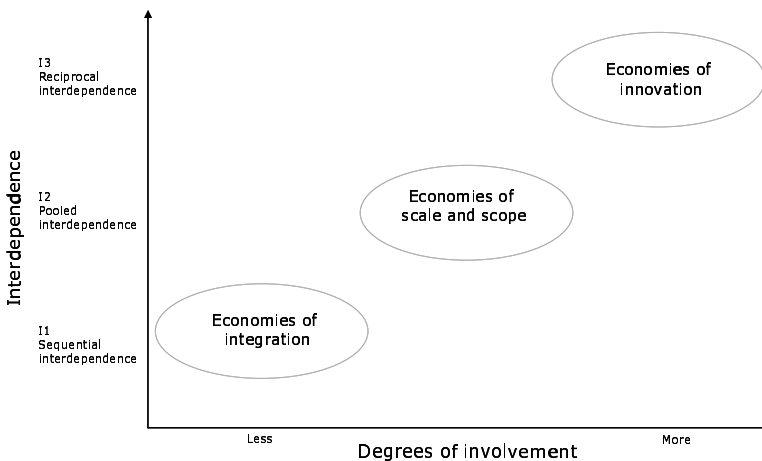 I3
Reciprocal
interdependence
Economies of
innovation
Interdependence
I2
Pooled
interdependence
Economies of
scale and scope
I1
Sequential
interdependence
Economies of
integration
Less
Degrees of involvement
More